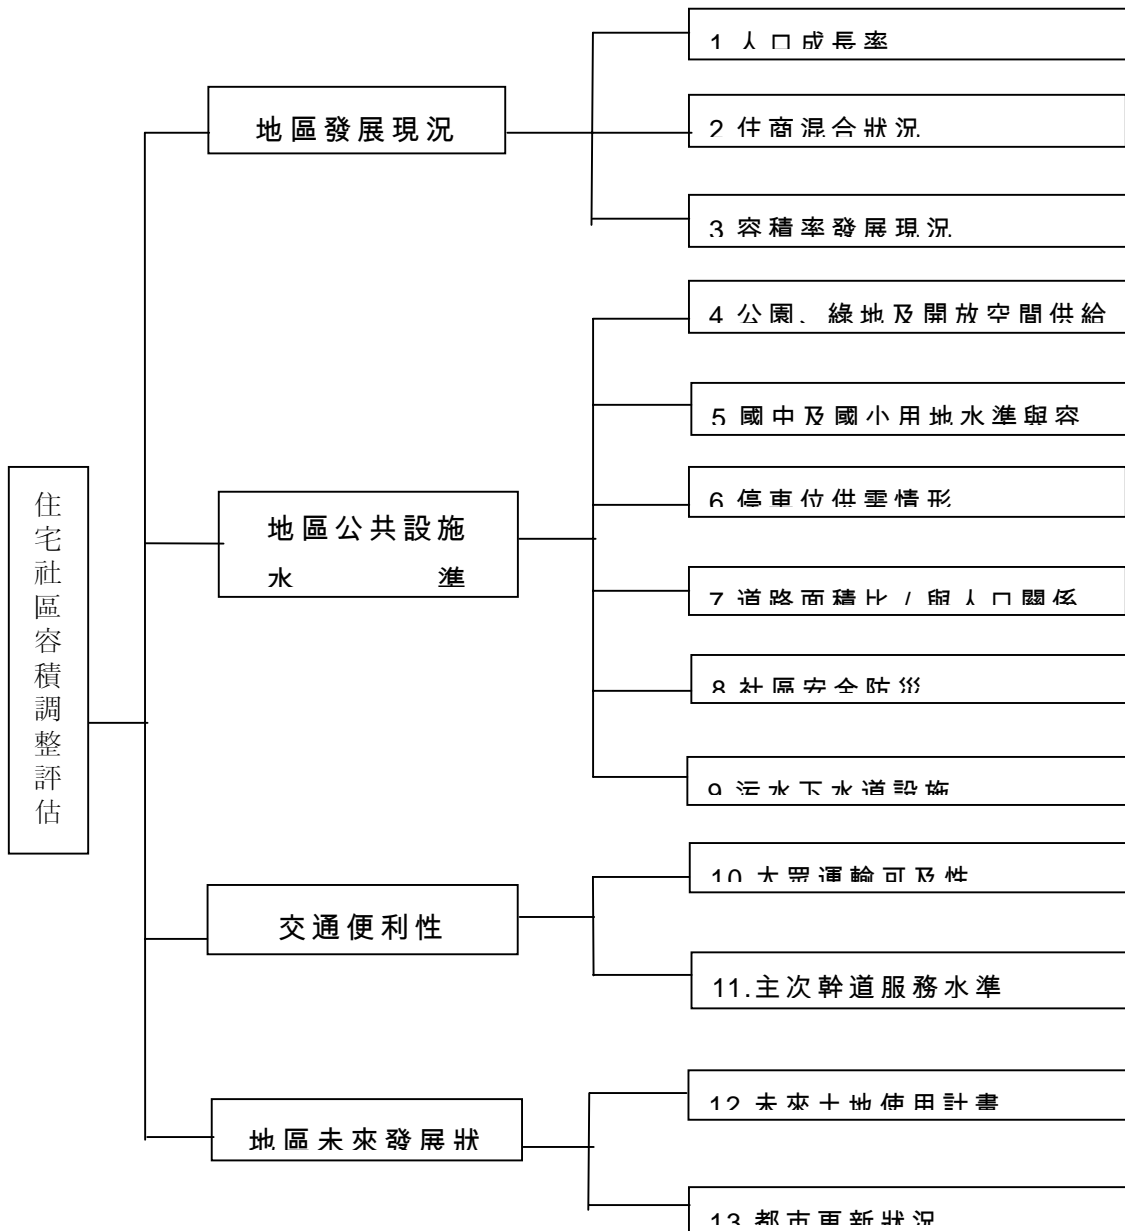 住宅社區容積調整評估
地區發展現況
1 人口成長率
2 住商混合狀況
3 容積率發展現況
地區公共設施
水準
4 公園、綠地及開放空間供給
5 國中及國小用地水準與容
6 停車位供需情形
7 道路面積比／與人口關係
8 社區安全防災
9 污水下水道設施
交通便利性
10 大眾運輸可及性
11.主次幹道服務水準
地區未來發展狀
12 未來土地使用計畫
13 都市更新狀況